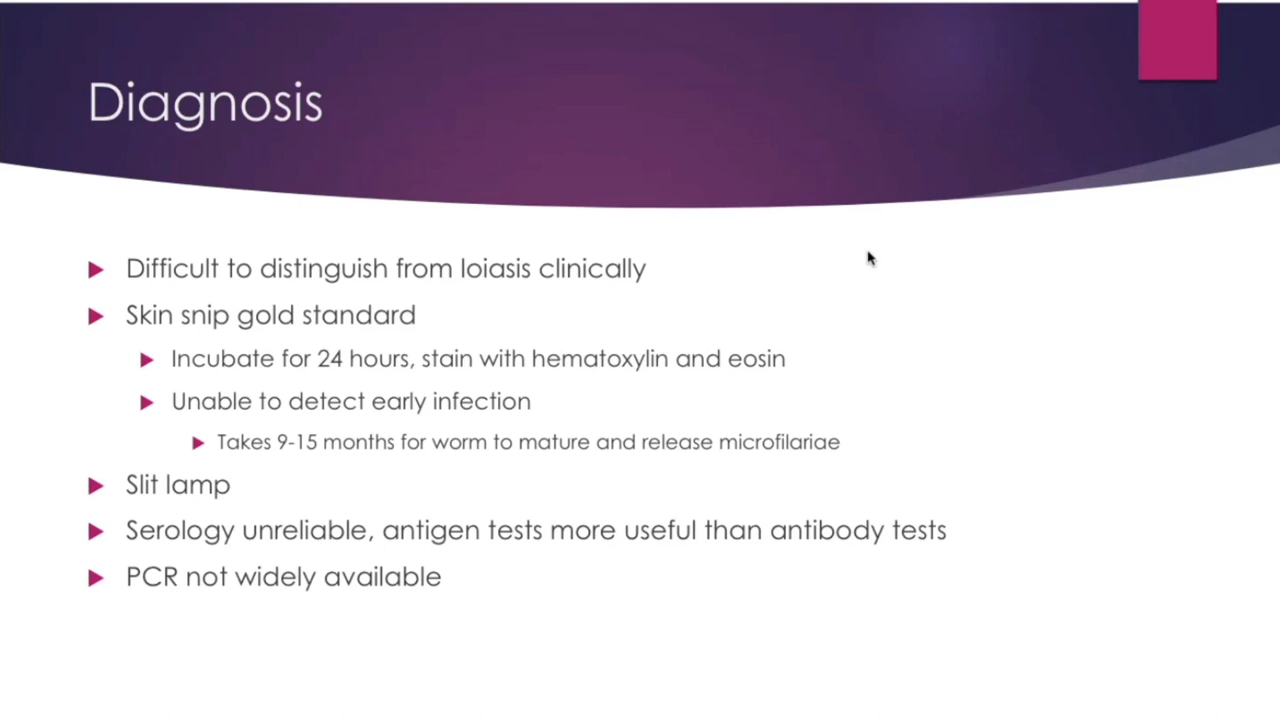 Diagnosis
Difficult to distinguish from loiasis clinically
Skin snip gold standard
Incubate for 24 hours, stain with hematoxylin and eosin
Unable to detect early infection
Takes 9-15 months for worm to mature and release microfilariae
Slit lamp
Serology unreliable, antigen tests more useful than antibody tests
PCR not widely available